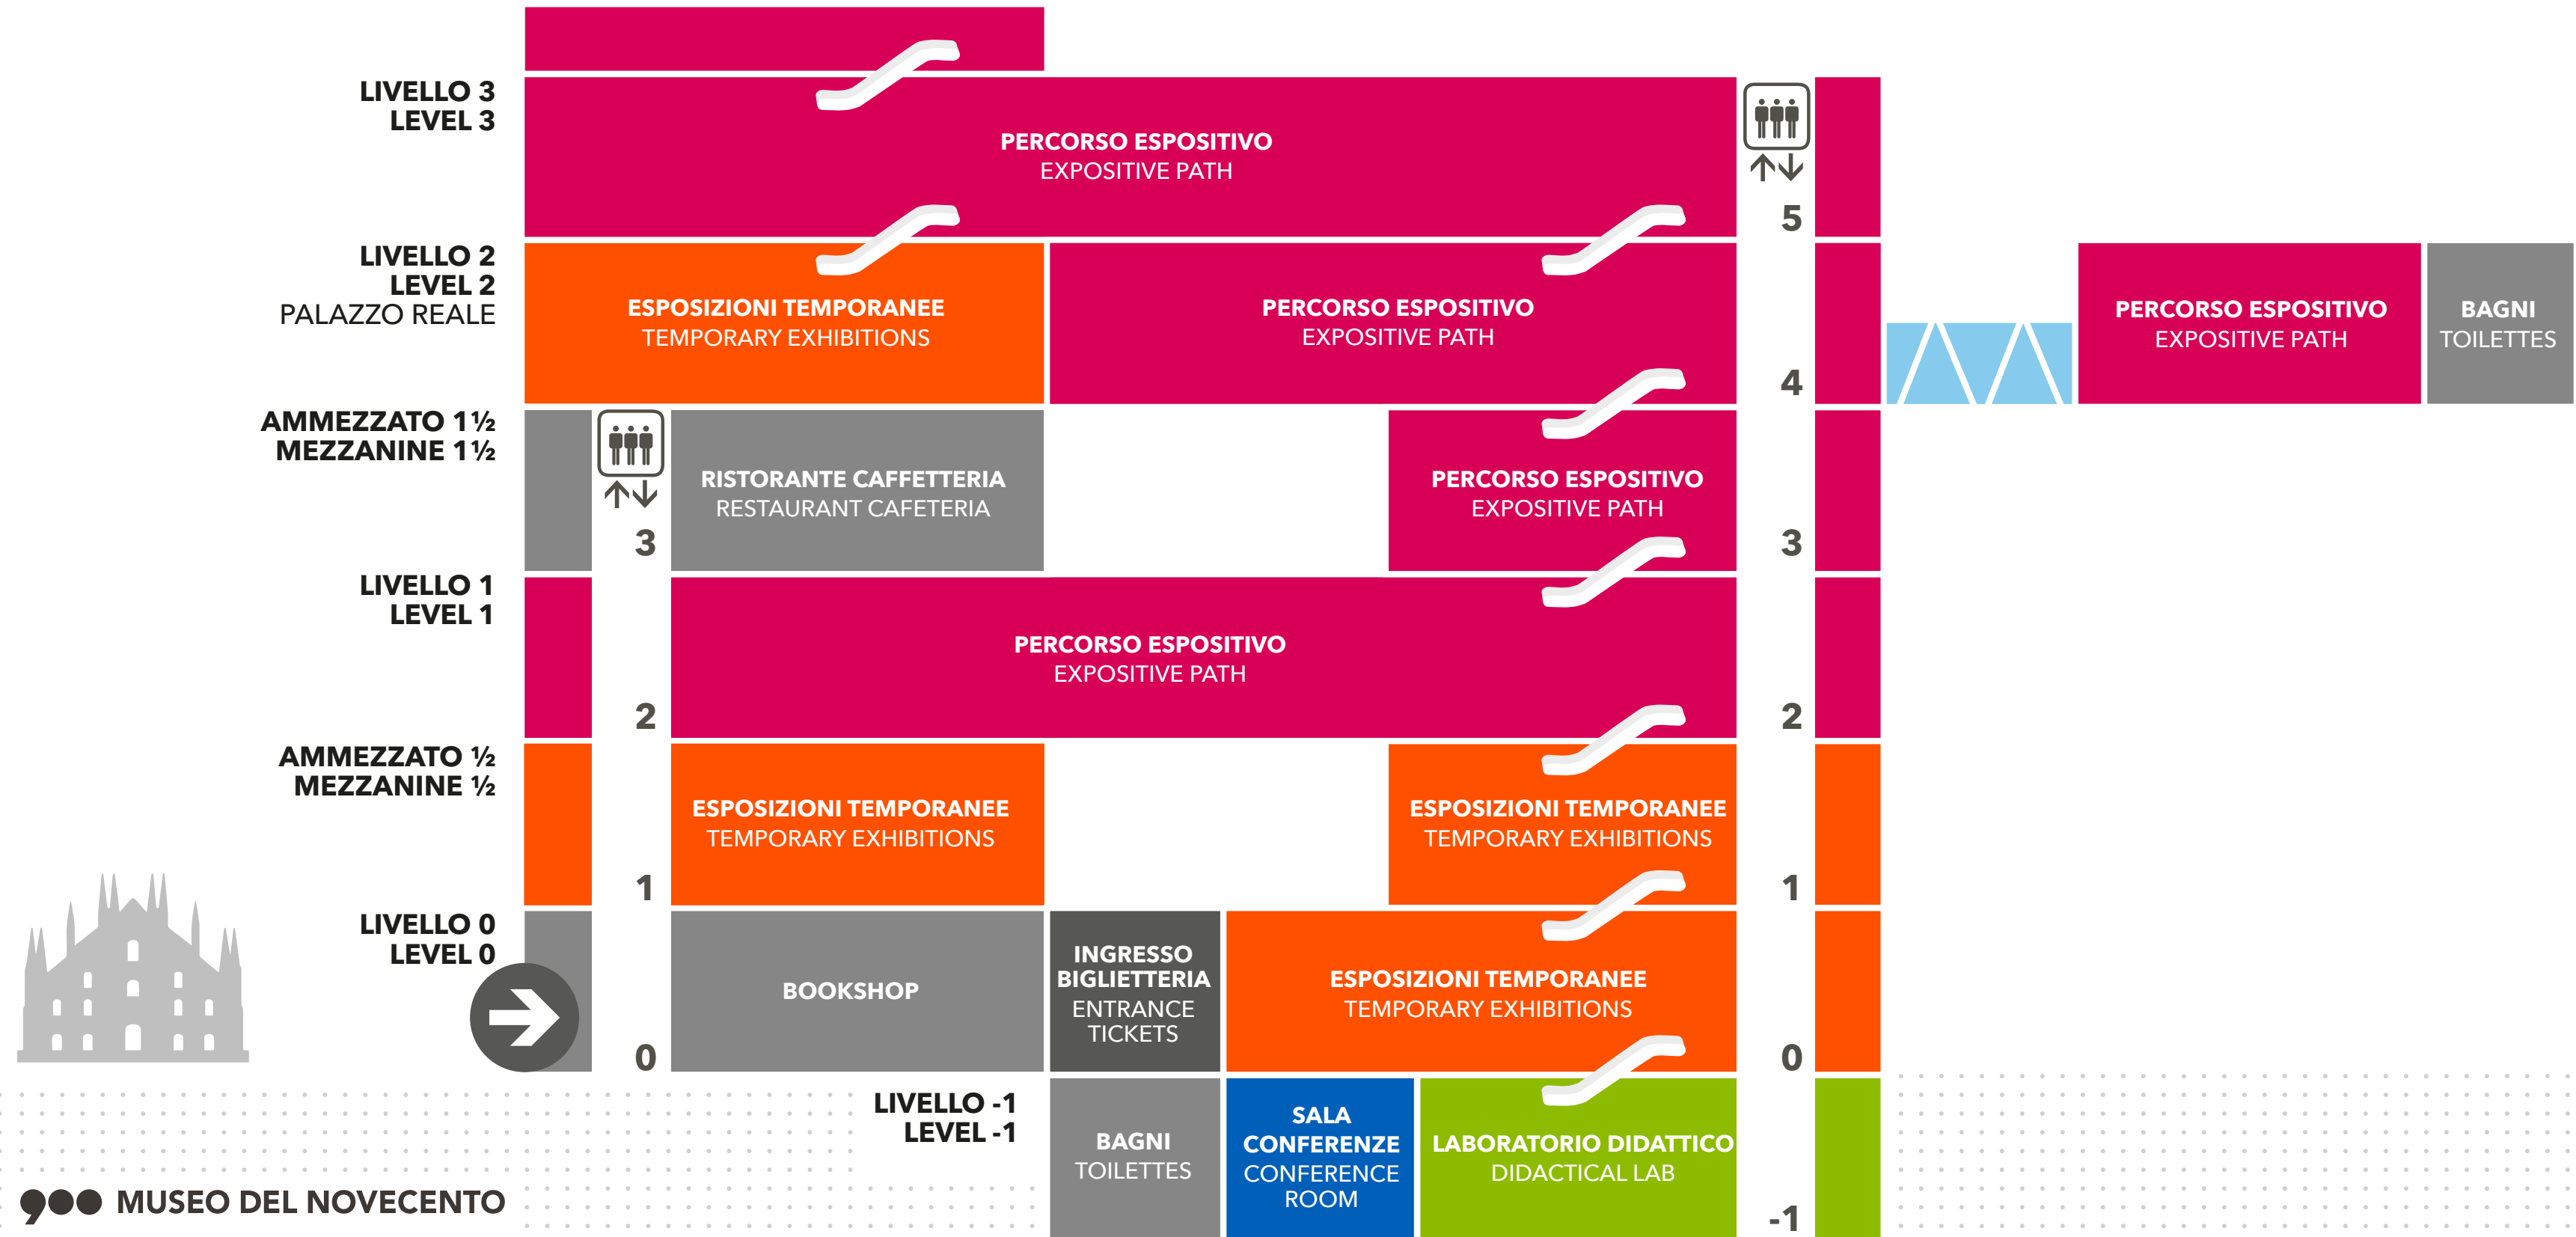 LIVELLO 3
LEVEL 3
PERCORSO ESPOSITIVO
EXPOSITIVE PATH
5
LIVELLO 2
LEVEL 2
PALAZZO REALE
ESPOSIZIONI TEMPORANEE
TEMPORARY EXHIBITIONS
PERCORSO ESPOSITIVO
EXPOSITIVE PATH
4
PERCORSO ESPOSITIVO
EXPOSITIVE PATH
BAGNI
TOILETTES
AMMEZZATO 1 ½
MEZZANINE 1 ½
3
RISTORANTE CAFFETTERIA
RESTAURANT CAFETERIA
PERCORSO ESPOSITIVO
EXPOSITIVE PATH
3
LIVELLO 1
LEVEL 1
2
PERCORSO ESPOSITIVO
EXPOSITIVE PATH
2
AMMEZZATO ½
MEZZANINE ½
1
ESPOSIZIONI TEMPORANEE
TEMPORARY EXHIBITIONS
ESPOSIZIONI TEMPORANEE
TEMPORARY EXHIBITIONS
1
LIVELLO 0
LEVEL 0
0
BOOKSHOP
INGRESSO
BIGLIETTERIA
ENTRANCE
TICKETS
ESPOSIZIONI TEMPORANEE
TEMPORARY EXHIBITIONS
0
LIVELLO -1
LEVEL -1
BAGNI
TOILETTES
SALA
CONFERENZE
CONFERENCE
ROOM
LABORATORIO DIDATTICO
DIDACTICAL LAB
-1
MUSEO DEL NOVECENTO